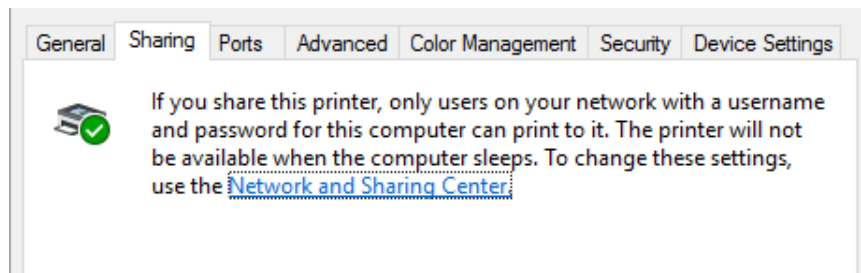 General Sharing Ports Advanced Color Management Security Device Settings
If you share this printer, only users on your network with a username
and password for this computer can print to it. The printer will not
be available when the computer sleeps. To change these settings,
use the Network and Sharing Center.